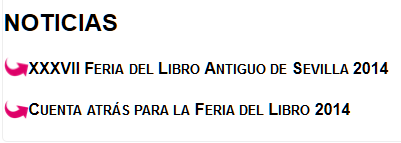 NOTICIAS
XXXVII Feria del Libro Antiguo de Sevilla 2014
Cuenta atrás para la Feria del Libro 2014